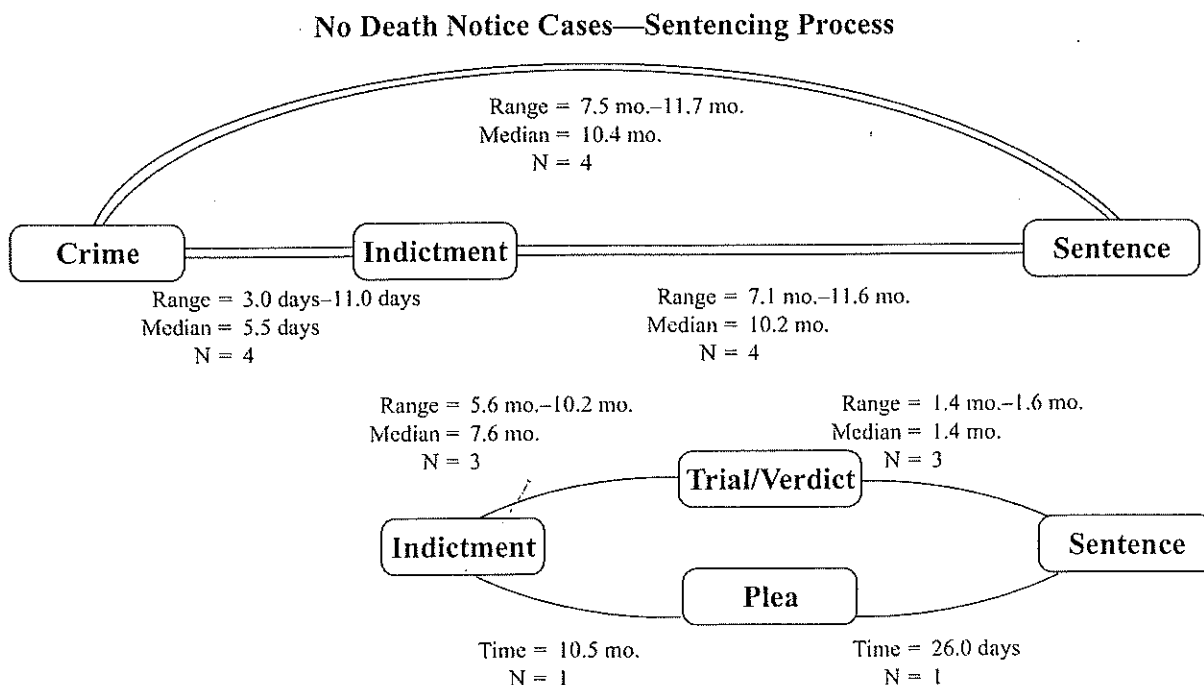 No Death Notice Cases—Sentencing Process
Range = 7.5 mo.–11.7 mo.
Median = 10.4 mo.
N = 4
Crime
Indictment
Sentence
Range = 3.0 days–11.0 days
Median = 5.5 days
N = 4
Range = 7.1 mo.–11.6 mo.
Median = 10.2 mo.
N = 4
Range = 5.6 mo.–10.2 mo.
Median = 7.6 mo.
N = 3
Range = 1.4 mo.–1.6 mo.
Median = 1.4 mo.
N = 3
Trial/Verdict
Indictment
Sentence
Plea
Time = 10.5 mo.
N = 1
Time = 26.0 days
N = 1